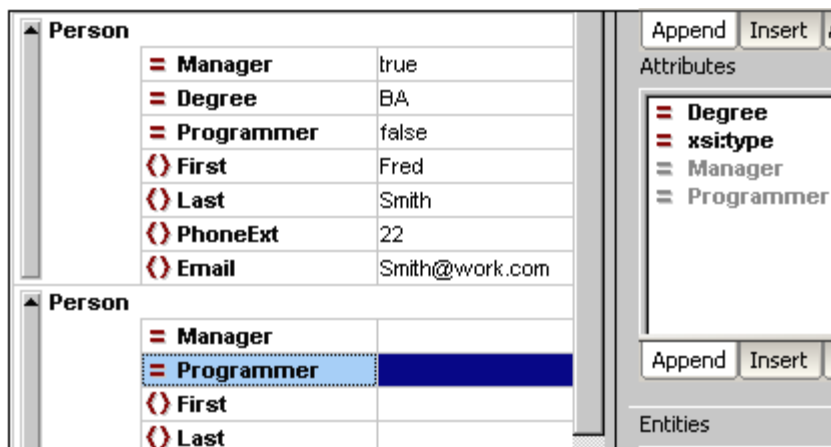 Person
= Manager true
= Degree BA
= Programmer false
() First Fred
() Last Smith
() PhoneExt 22
() Email Smith@work.com
Person
= Manager
= Programmer
() First
() Last
Append Insert
Attributes
= Degree
= xsi:type
= Manager
= Programmer
Append Insert
Entities